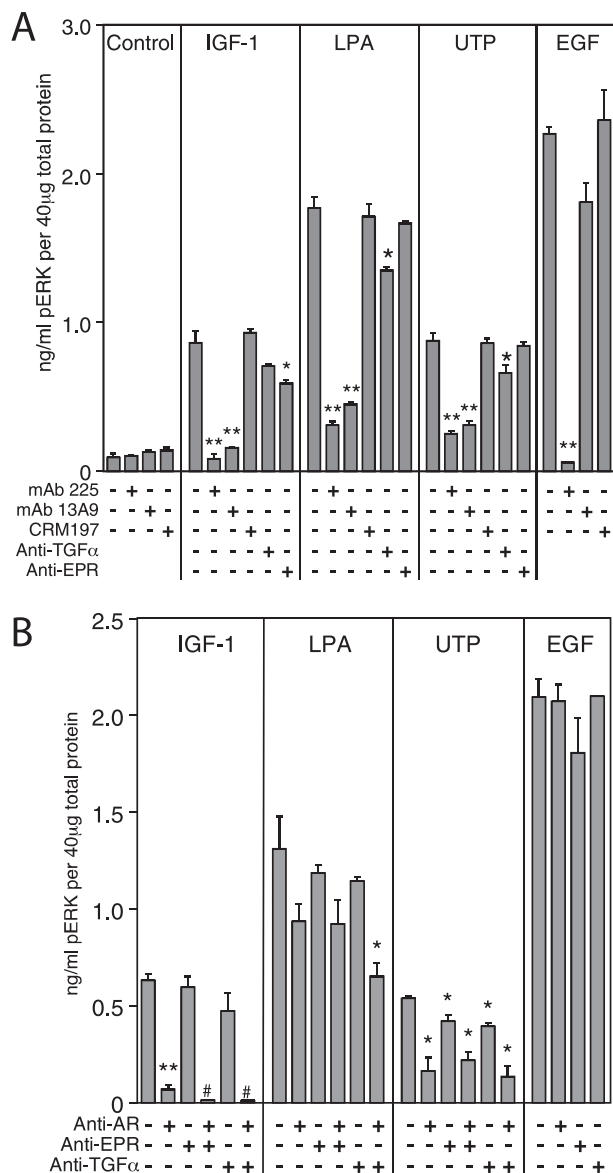 A
Control IGF-1 LPA UTP EGF
ng/ml pERK per 40µg total protein
3.0
2.0
1.0
0
** ** *
** ** *
** ** *
**
mAb 225 - + - - - + - - - - - + - - - - - + - - - - - + - -
mAb 13A9 - - + - - - + - - - - - + - - - - - + - - - - - + -
CRM197 - - - + - - - + - - - - - + - - - - - + - - - - - +
Anti-TGFα - - - - - - - - + - - - - - + - - - - - + - - - - -
Anti-EPR - - - - - - - - - + - - - - - + - - - - - + - - - -
B
IGF-1 LPA UTP EGF
ng/ml pERK per 40µg total protein
2.5
2.0
1.5
1.0
0.5
0
** # #
*
* * * * *
Anti-AR - + - + - + - + - + - + - + - + - + - + - -
Anti-EPR - - + + - - - - + + - - - - + + - - - - + -
Anti-TGFα - - - - + + - - - - + + - - - - + + - - - +